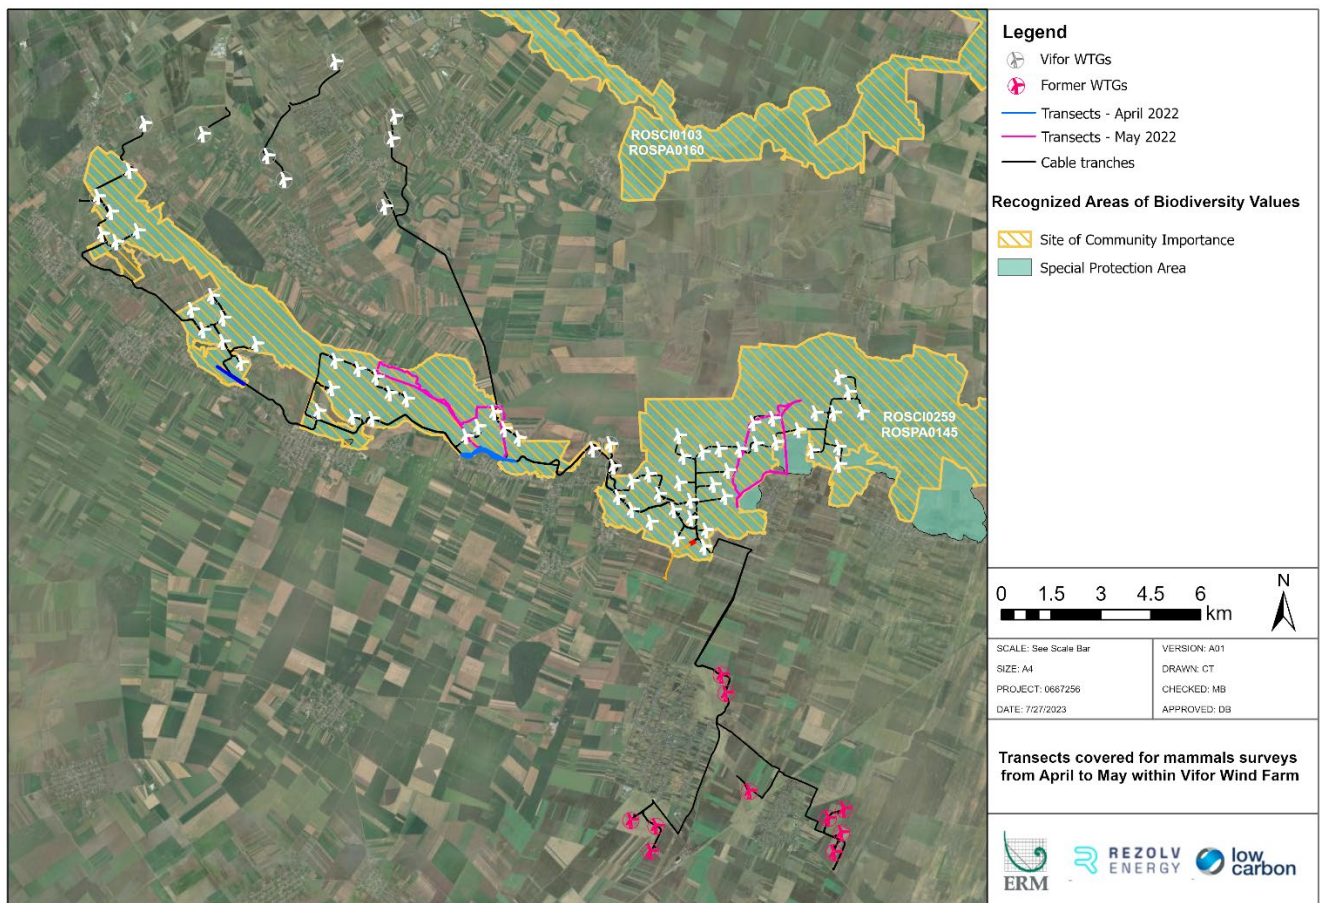 ROSCI0103
ROSPA0160
ROSCI0259
ROSPA0145
Legend
Vifor WTGs
Former WTGs
Transects - April 2022
Transects - May 2022
Cable tranches
Recognized Areas of Biodiversity Values
Site of Community Importance
Special Protection Area
0 1.5 3 4.5 6
km
N
SCALE: See Scale Bar
VERSION: A01
SIZE: A4
DRAWN: CT
PROJECT: 0687256
CHECKED: MB
DATE: 7/27/2023
APPROVED: DB
Transects covered for mammals surveys
from April to May within Vifor Wind Farm
ERM
REZOLV
ENERGY
low
carbon